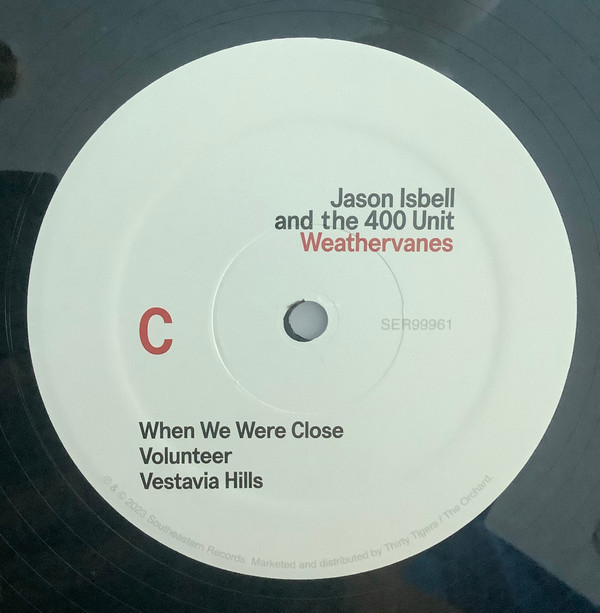 Jason Isbell
and the 400 Unit
Weathervanes
SER99961
C
When We Were Close
Volunteer
Vestavia Hills
℗ & © 2023 Southeastern Records. Marketed and distributed by Thirty Tigers / The Orchard.